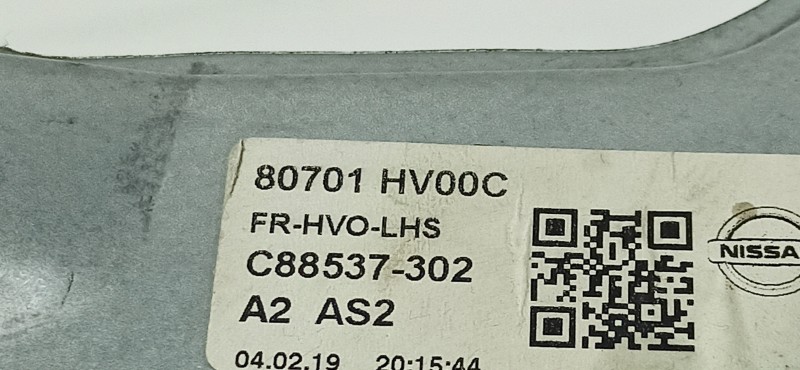 80701 HV00C
FR-HVO-LHS
C88537-302
A2 AS2
04.02.19 20:15:44
NISSA